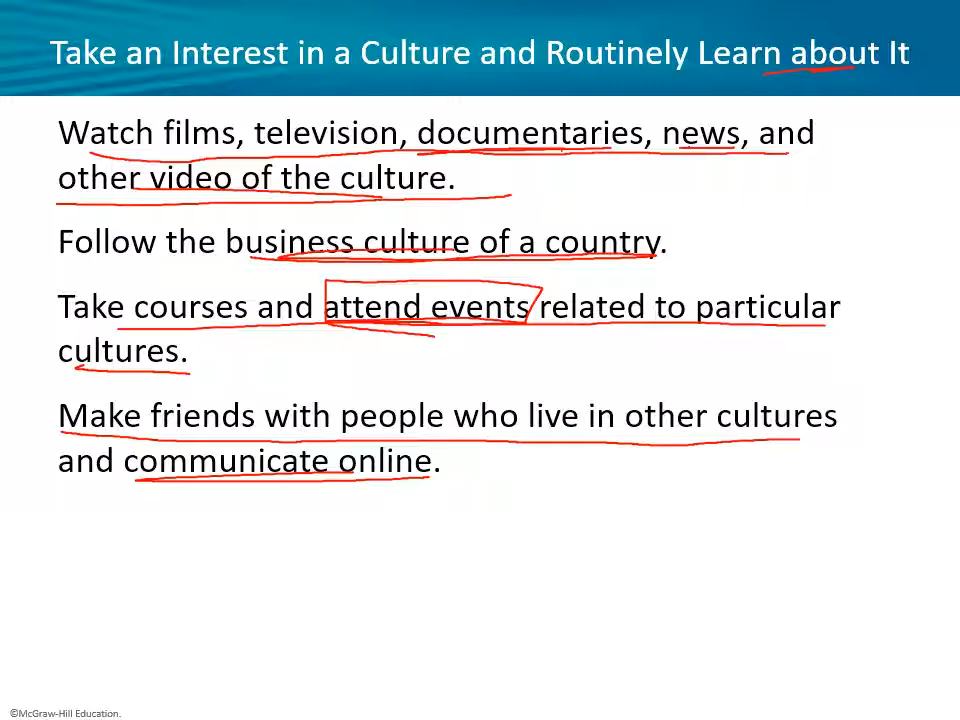 Take an Interest in a Culture and Routinely Learn about It
Watch films, television, documentaries, news, and
other video of the culture.
Follow the business culture of a country.
Take courses and attend events related to particular
cultures.
Make friends with people who live in other cultures
and communicate online.
©McGraw-Hill Education.